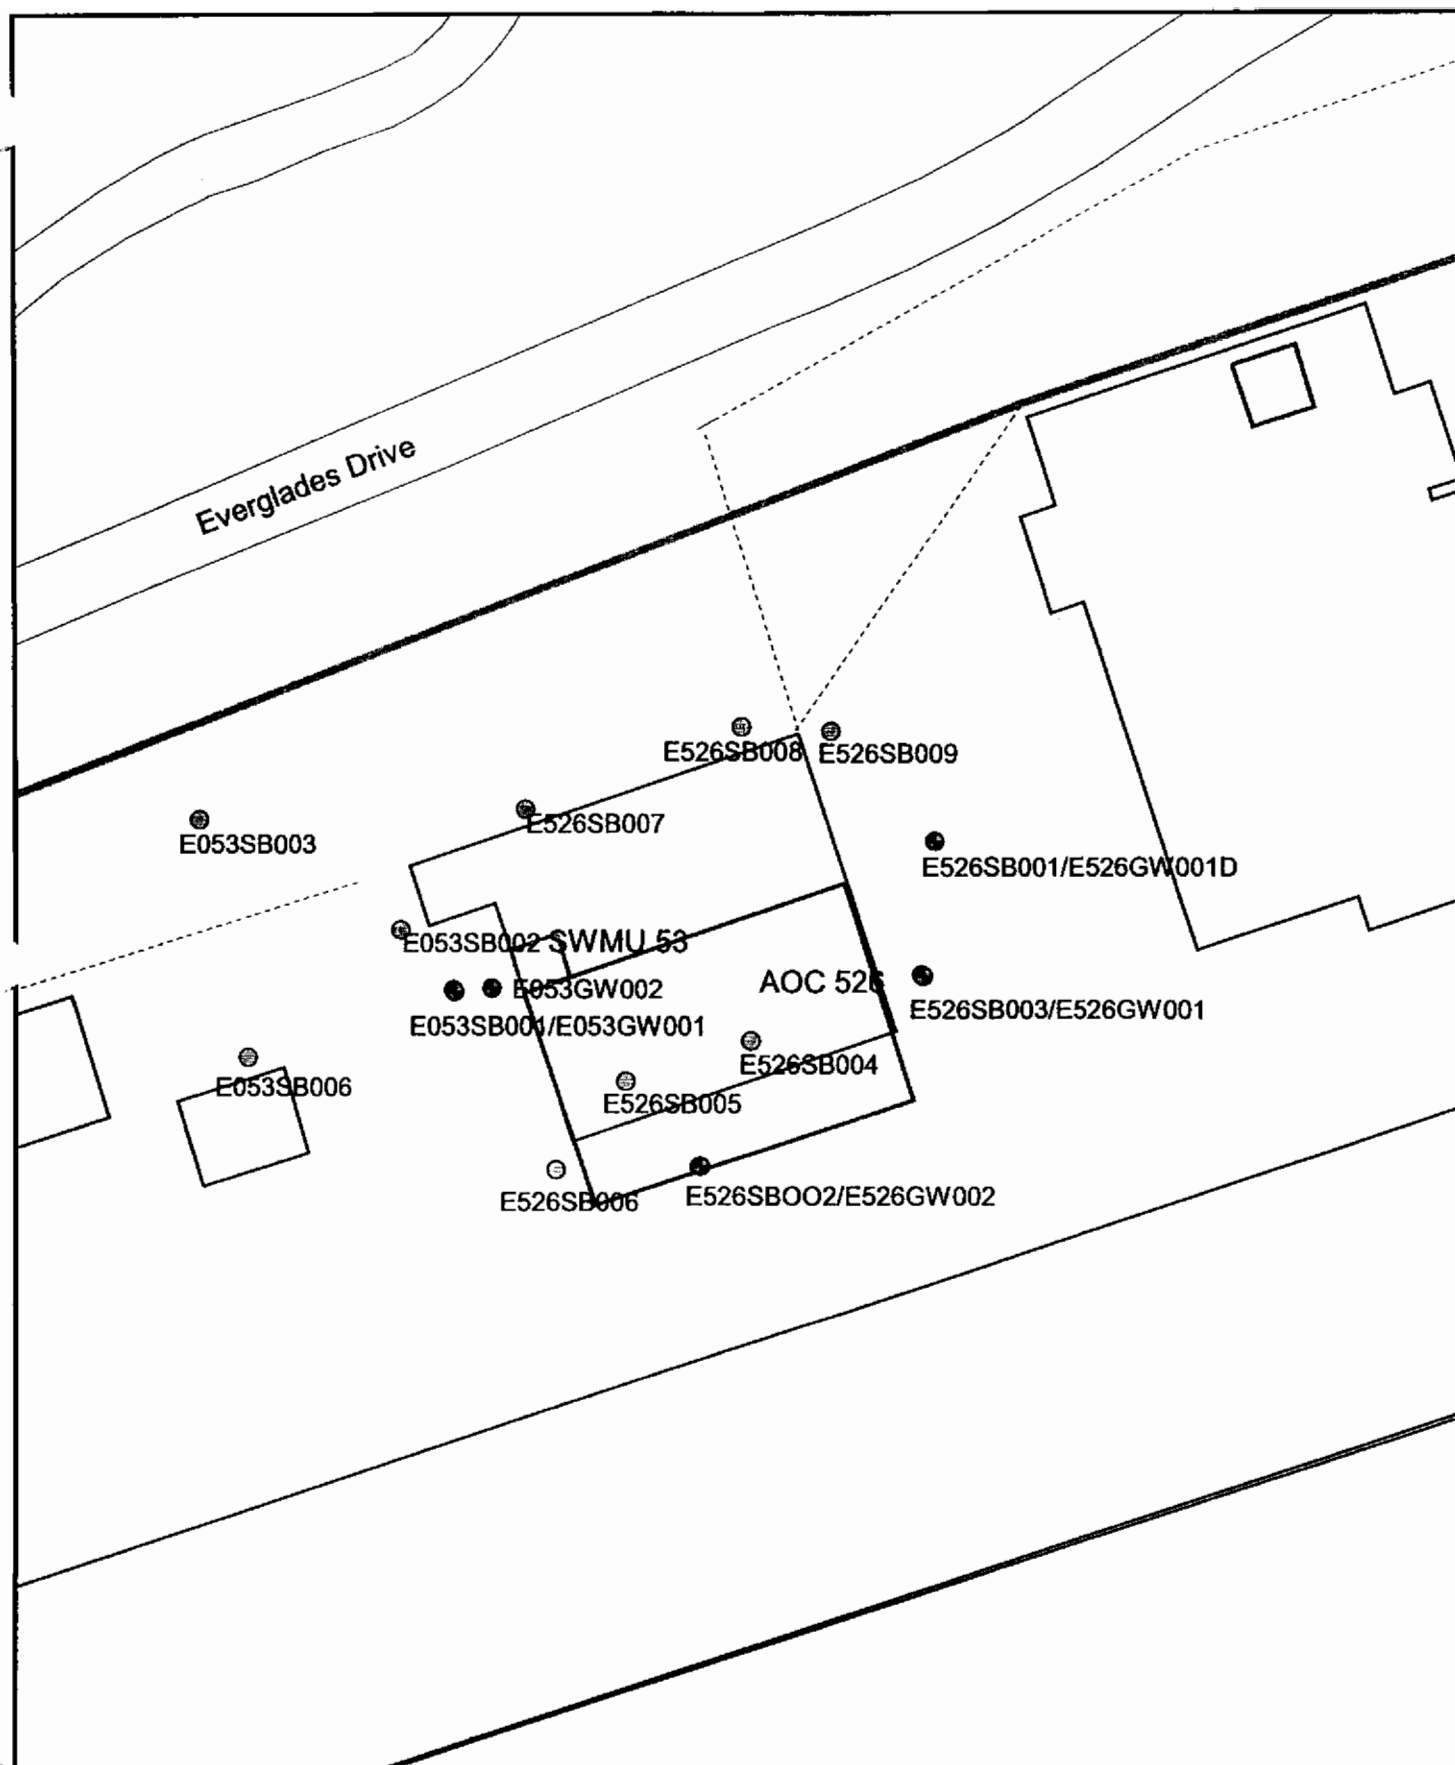 Everglades Drive
E526SB008
E526SB009
E526SB007
E053SB003
E526SB001/E526GW001D
E053SB002
SWMU 53
AOC 526
E053GW002
E526SB003/E526GW001
E053SB001/E053GW001
E526SB004
E053SB006
E526SB005
E526SB006
E526SBOO2/E526GW002